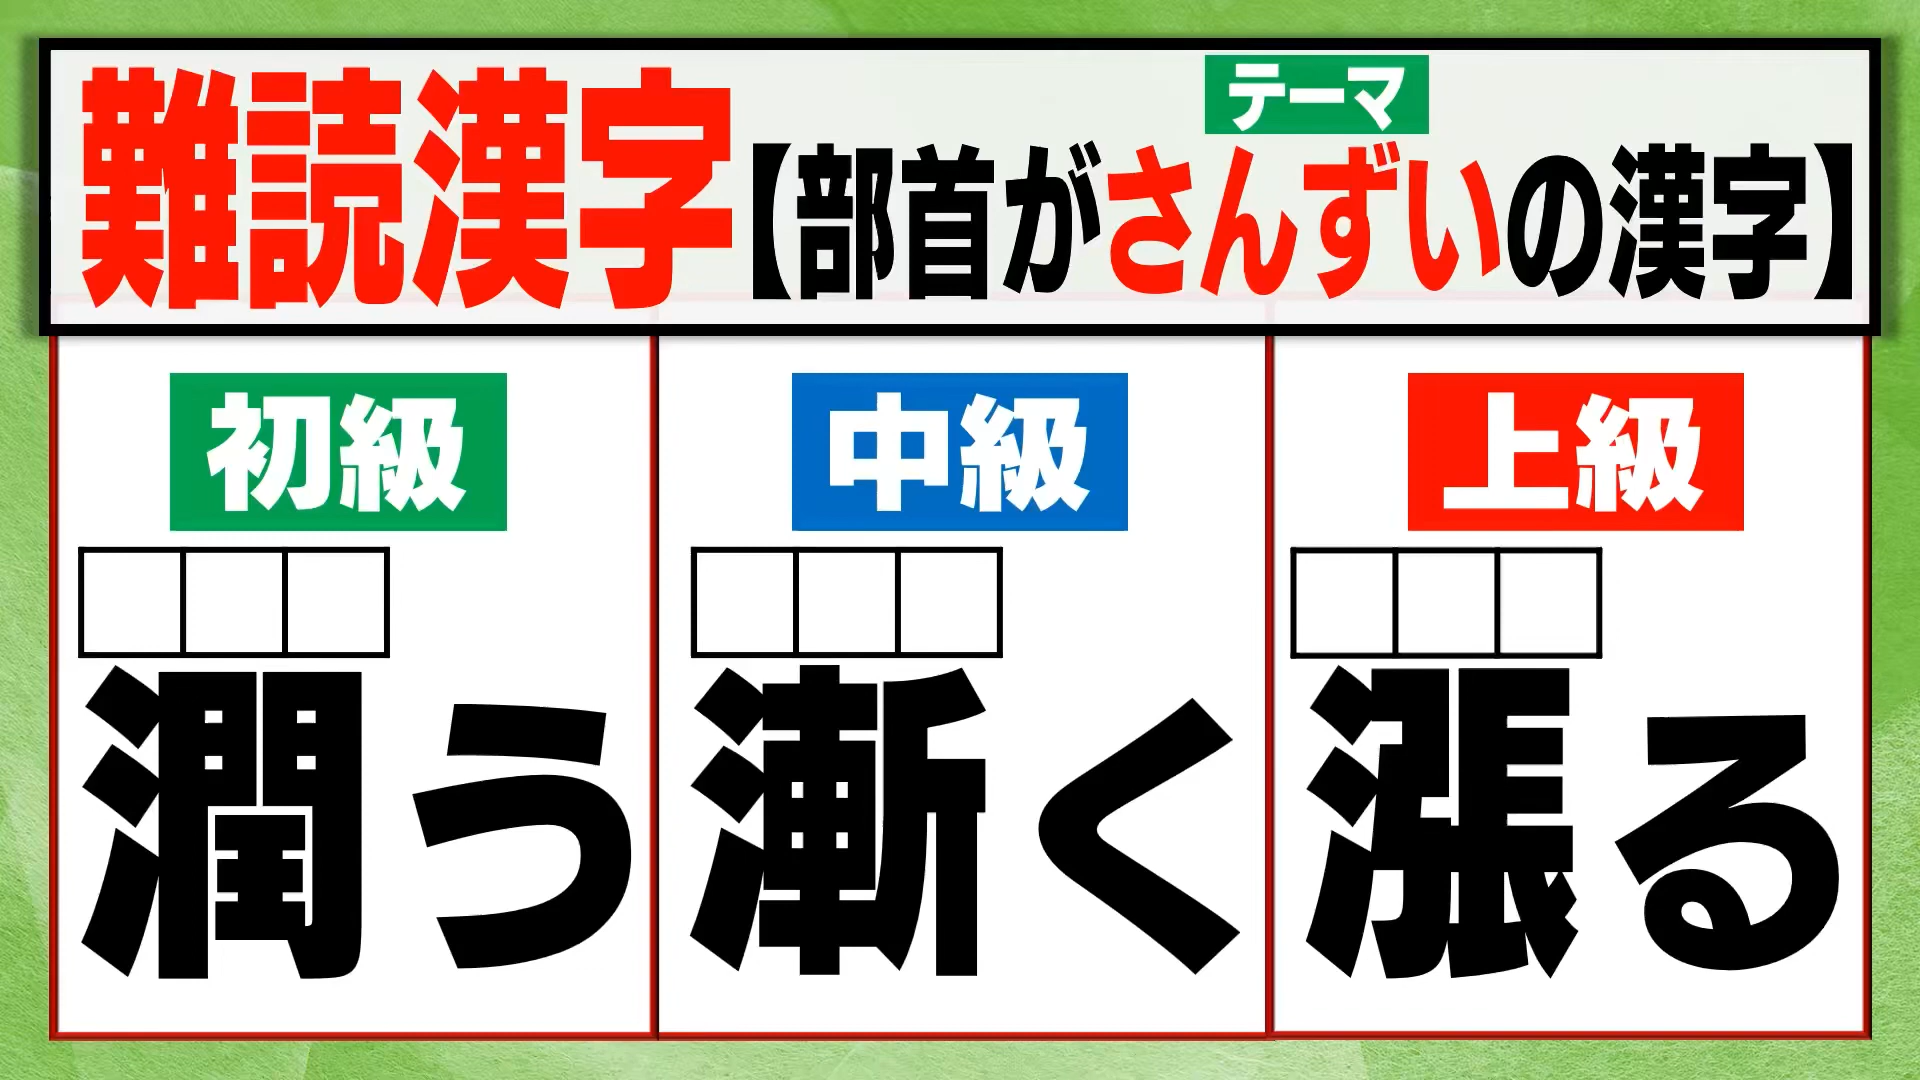 テーマ
難読漢字【部首がさんずいの漢字】
初級
潤う
中級
漸く
上級
漲る